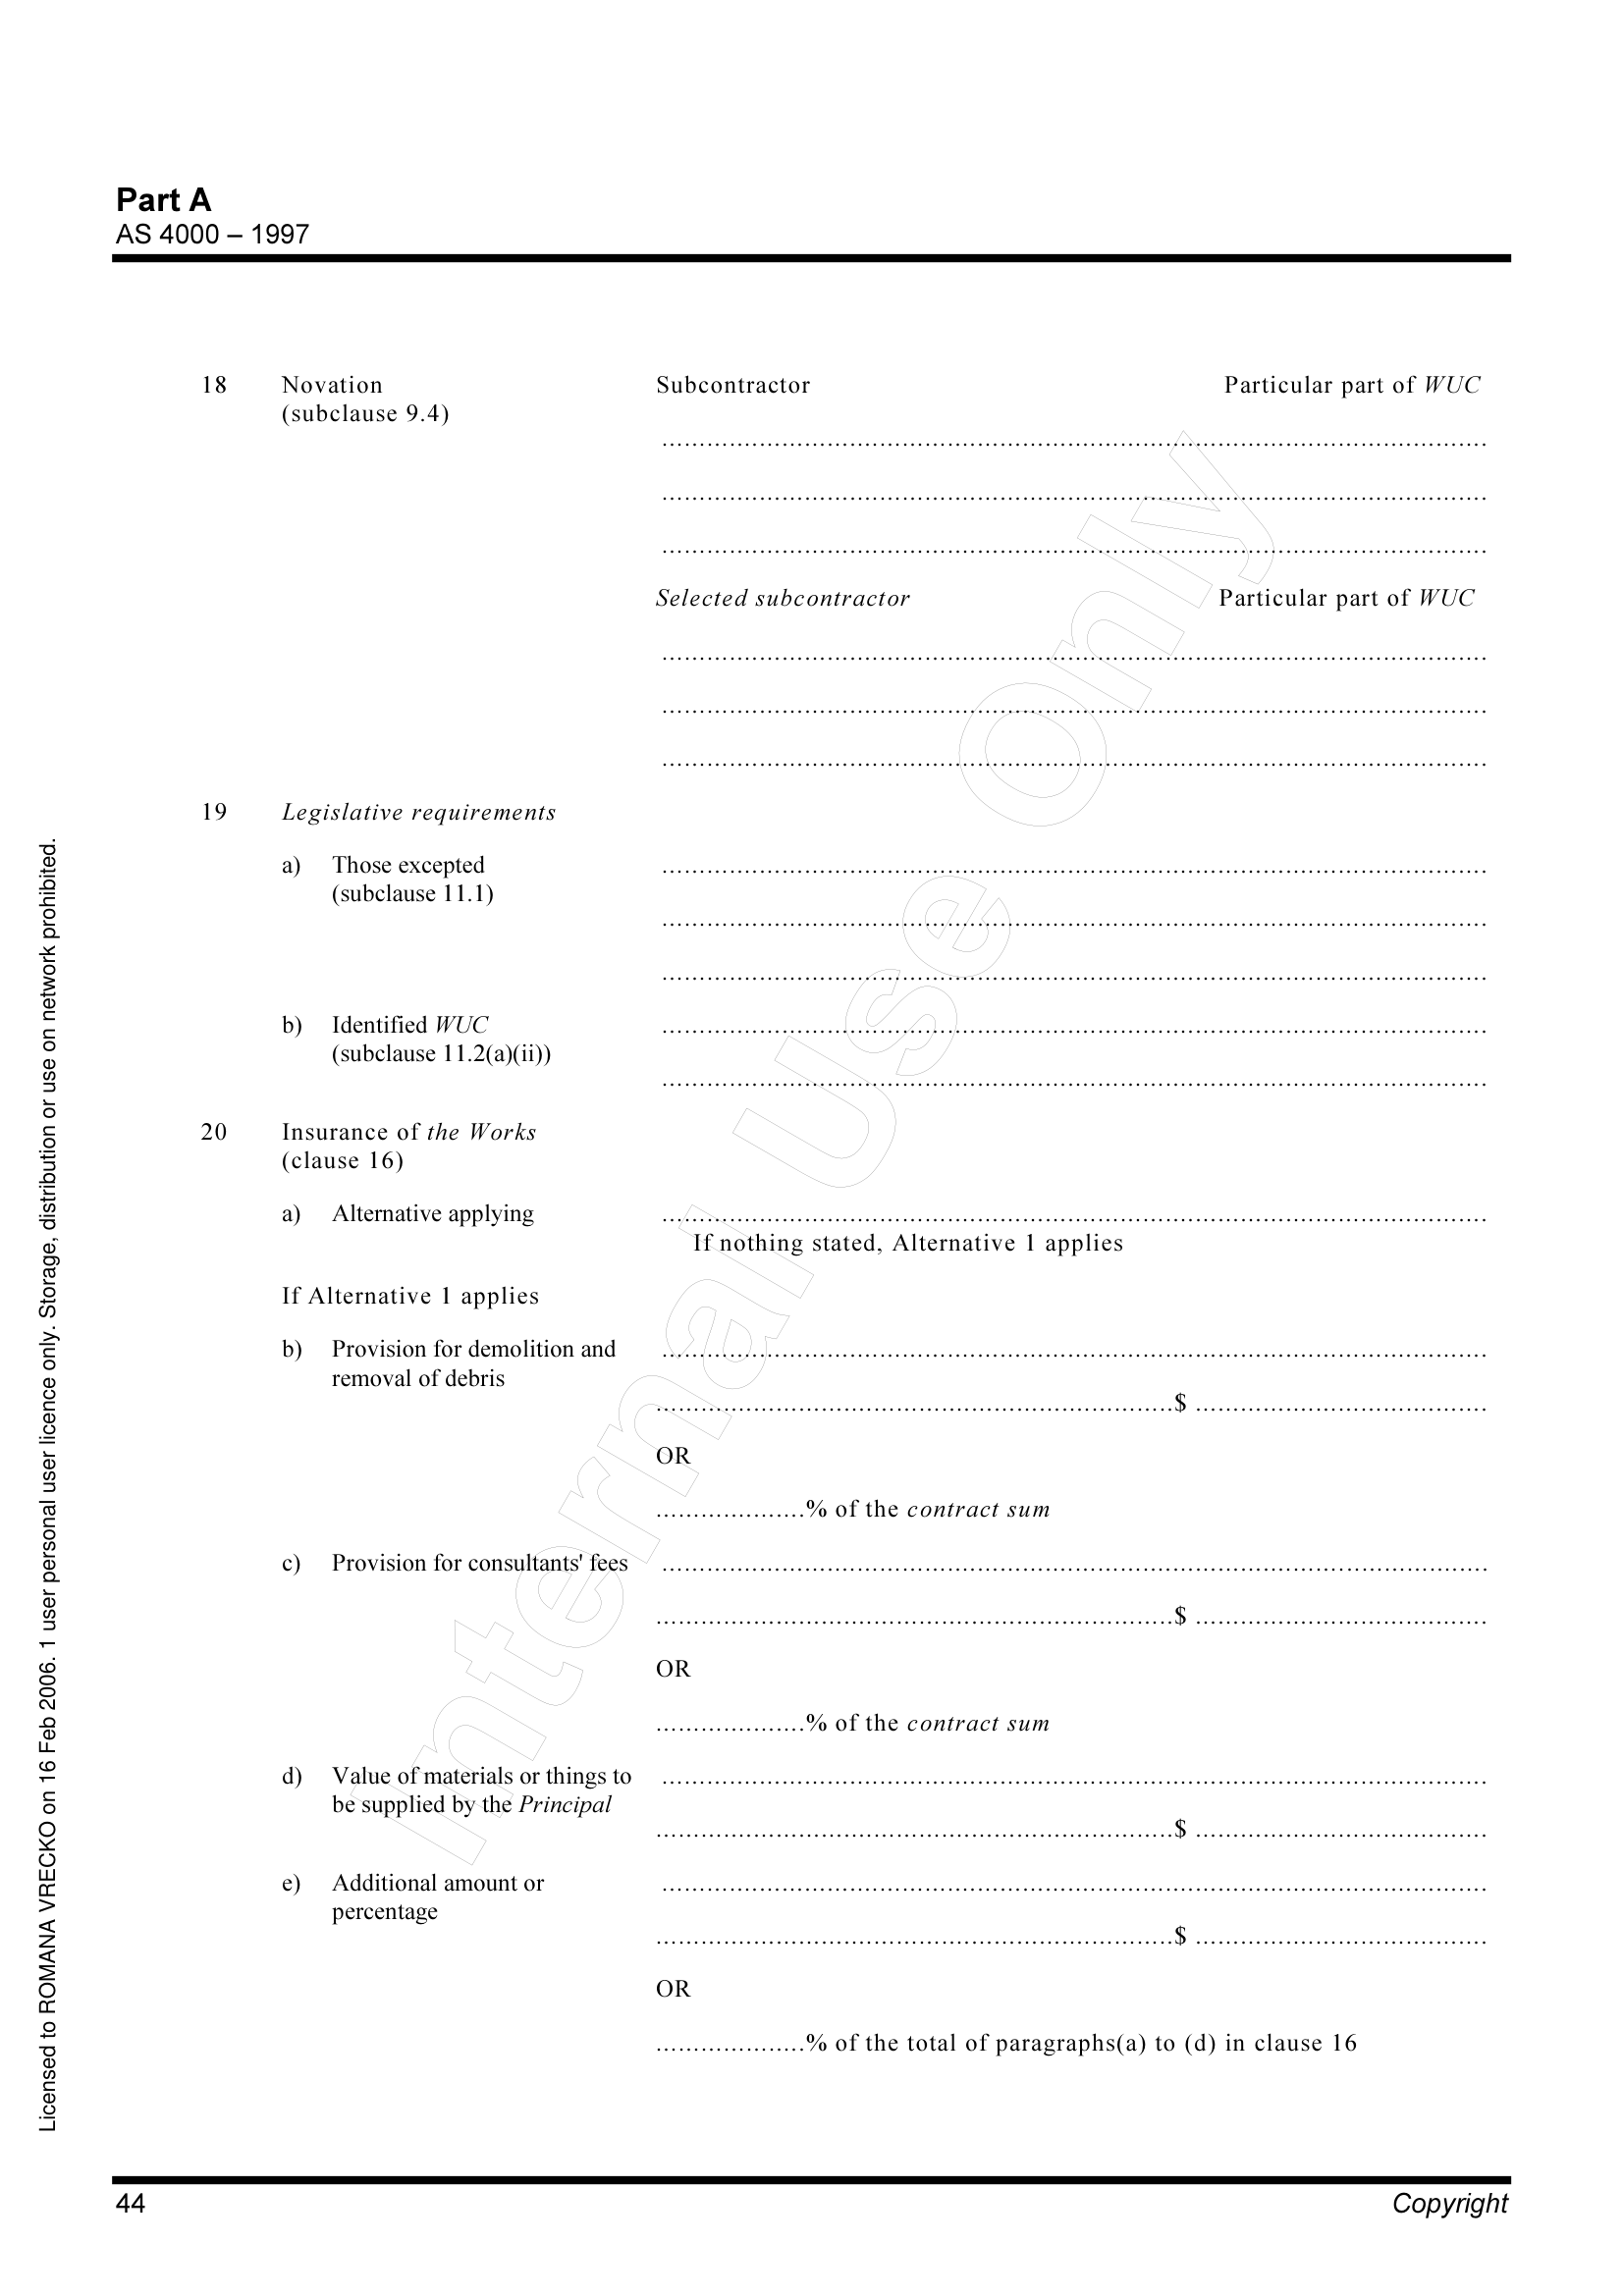 Part A
AS 4000 – 1997
18 Novation Subcontractor Particular part of WUC
(subclause 9.4)
..............................................................................................................
..............................................................................................................
..............................................................................................................
Selected subcontractor Particular part of WUC
..............................................................................................................
..............................................................................................................
..............................................................................................................
19 Legislative requirements
a) Those excepted ..............................................................................................................
(subclause 11.1)
..............................................................................................................
..............................................................................................................
b) Identified WUC ..............................................................................................................
(subclause 11.2(a)(ii))
..............................................................................................................
20 Insurance of the Works
(clause 16)
a) Alternative applying ..............................................................................................................
If nothing stated, Alternative 1 applies
If Alternative 1 applies
b) Provision for demolition and ..............................................................................................................
removal of debris
.....................................................................$ .......................................
OR
....................% of the contract sum
c) Provision for consultants' fees ..............................................................................................................
.....................................................................$ .......................................
OR
....................% of the contract sum
d) Value of materials or things to ..............................................................................................................
be supplied by the Principal
.....................................................................$ .......................................
e) Additional amount or ..............................................................................................................
percentage
.....................................................................$ .......................................
OR
....................% of the total of paragraphs(a) to (d) in clause 16
44 Copyright
Licensed to ROMANA VRECKO on 16 Feb 2006. 1 user personal user licence only. Storage, distribution or use on network prohibited.
Internal Use Only